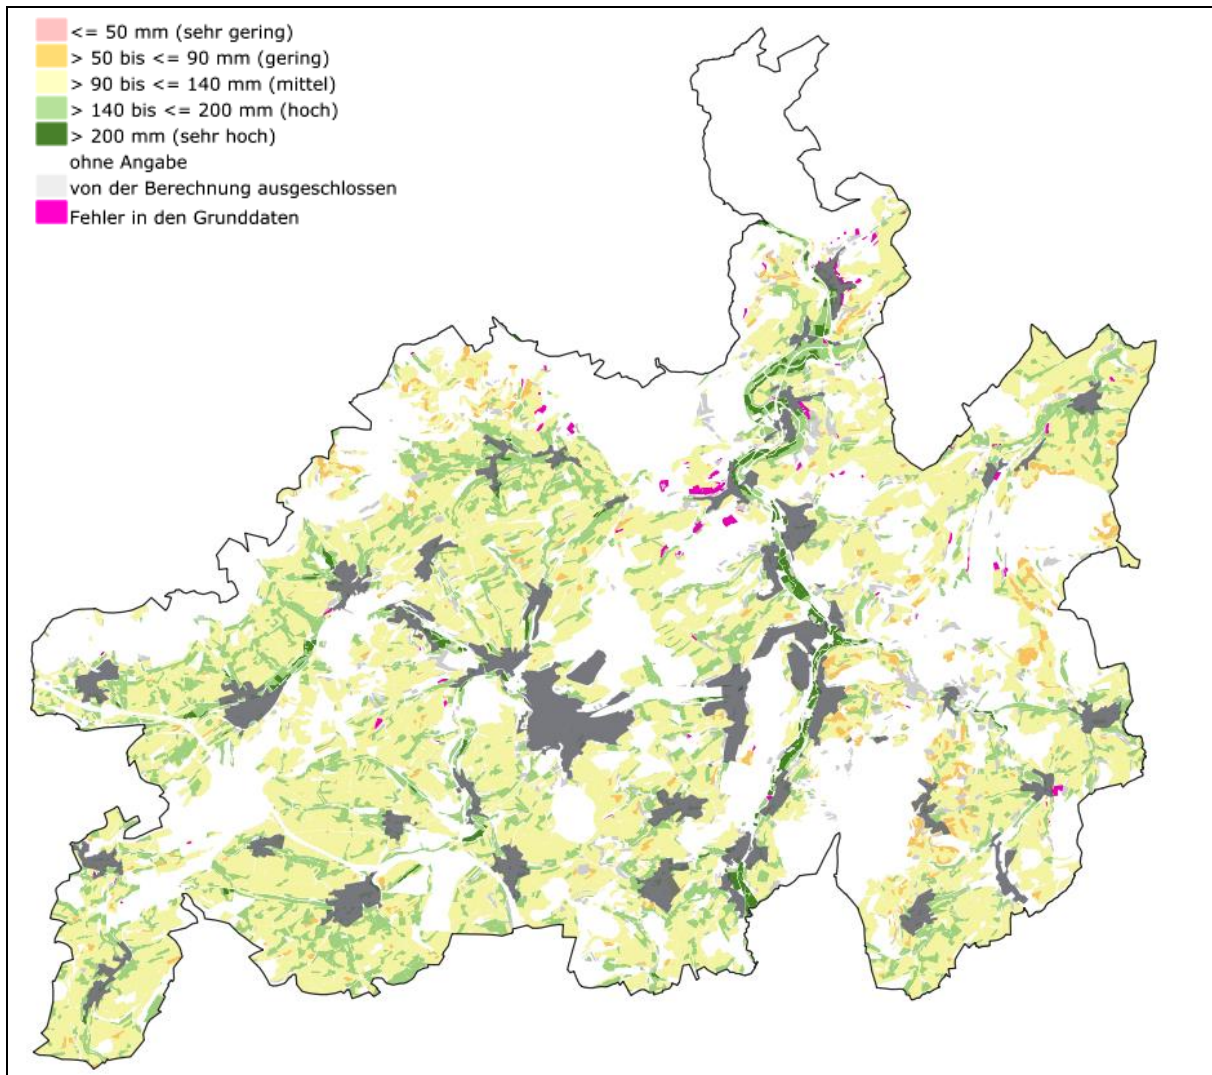 <= 50 mm (sehr gering)
> 50 bis <= 90 mm (gering)
> 90 bis <= 140 mm (mittel)
> 140 bis <= 200 mm (hoch)
> 200 mm (sehr hoch)
ohne Angabe
von der Berechnung ausgeschlossen
Fehler in den Grunddaten